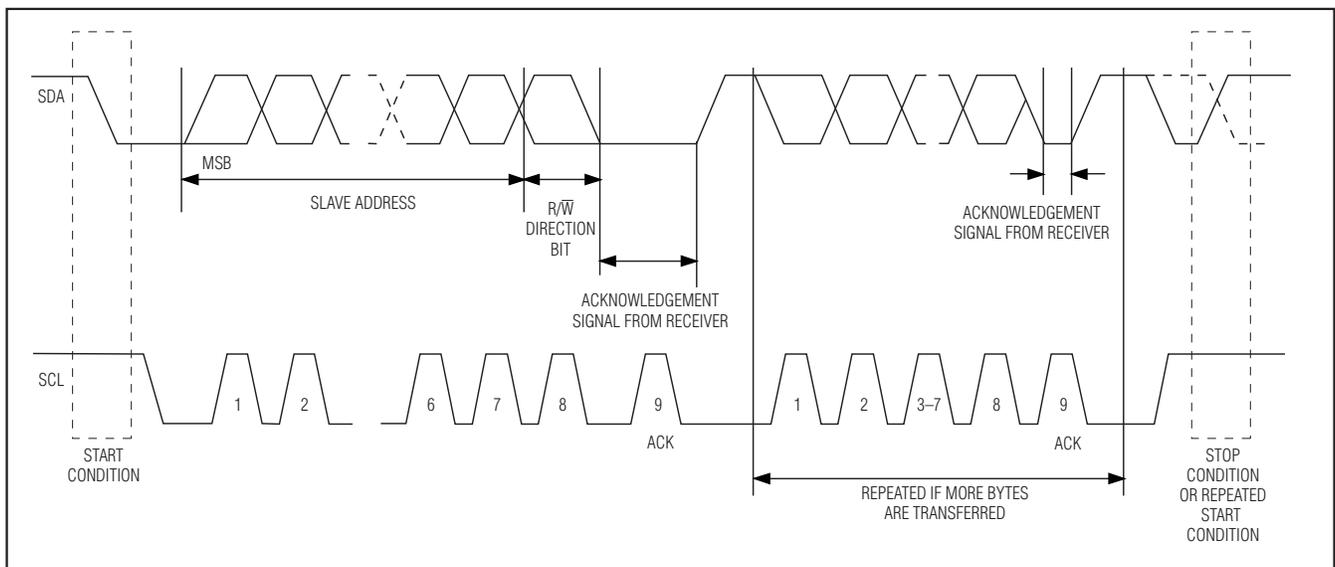 SDA
MSB
SLAVE ADDRESS
R/W̅
DIRECTION
BIT
ACKNOWLEDGEMENT
SIGNAL FROM RECEIVER
ACKNOWLEDGEMENT
SIGNAL FROM RECEIVER
SCL
1
2
6
7
8
9
1
2
3–7
8
9
ACK
ACK
START
CONDITION
REPEATED IF MORE BYTES
ARE TRANSFERRED
STOP
CONDITION
OR REPEATED
START
CONDITION